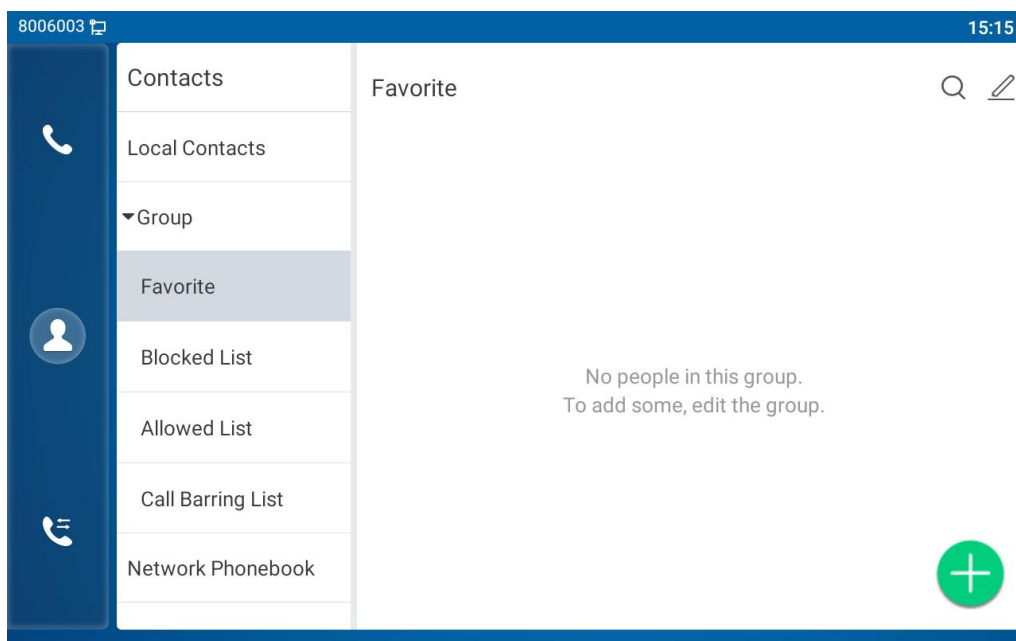 8006003
15:15
Contacts
Local Contacts
Group
Favorite
Blocked List
Allowed List
Call Barring List
Network Phonebook
Favorite
No people in this group.
To add some, edit the group.